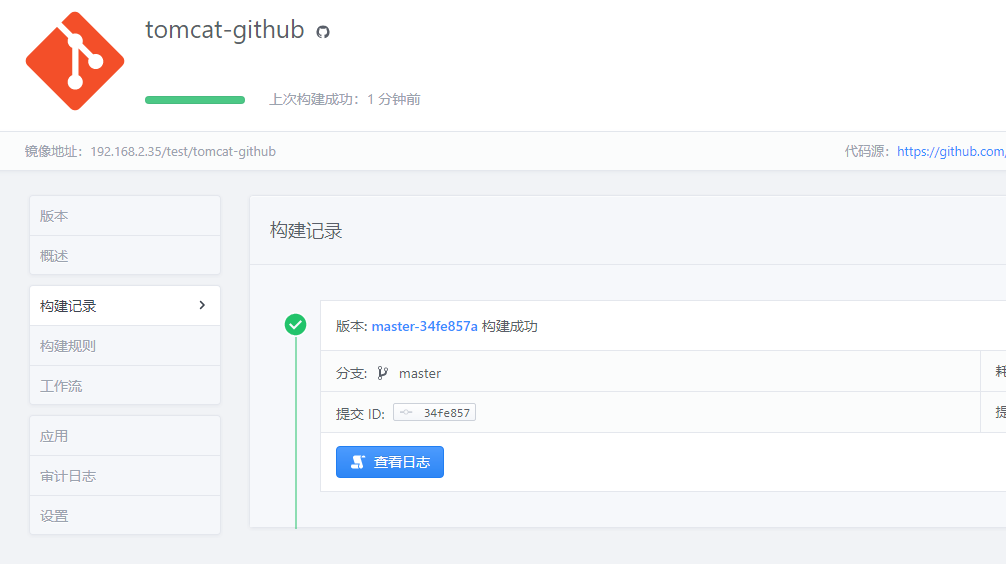 tomcat-github
上次构建成功: 1 分钟前
镜像地址: 192.168.2.35/test/tomcat-github
代码源: https://github.com/
版本
概述
构建记录
构建规则
工作流
应用
审计日志
设置
构建记录
版本: master-34fe857a 构建成功
分支: master
耗
提交 ID: 34fe857
提
查看日志